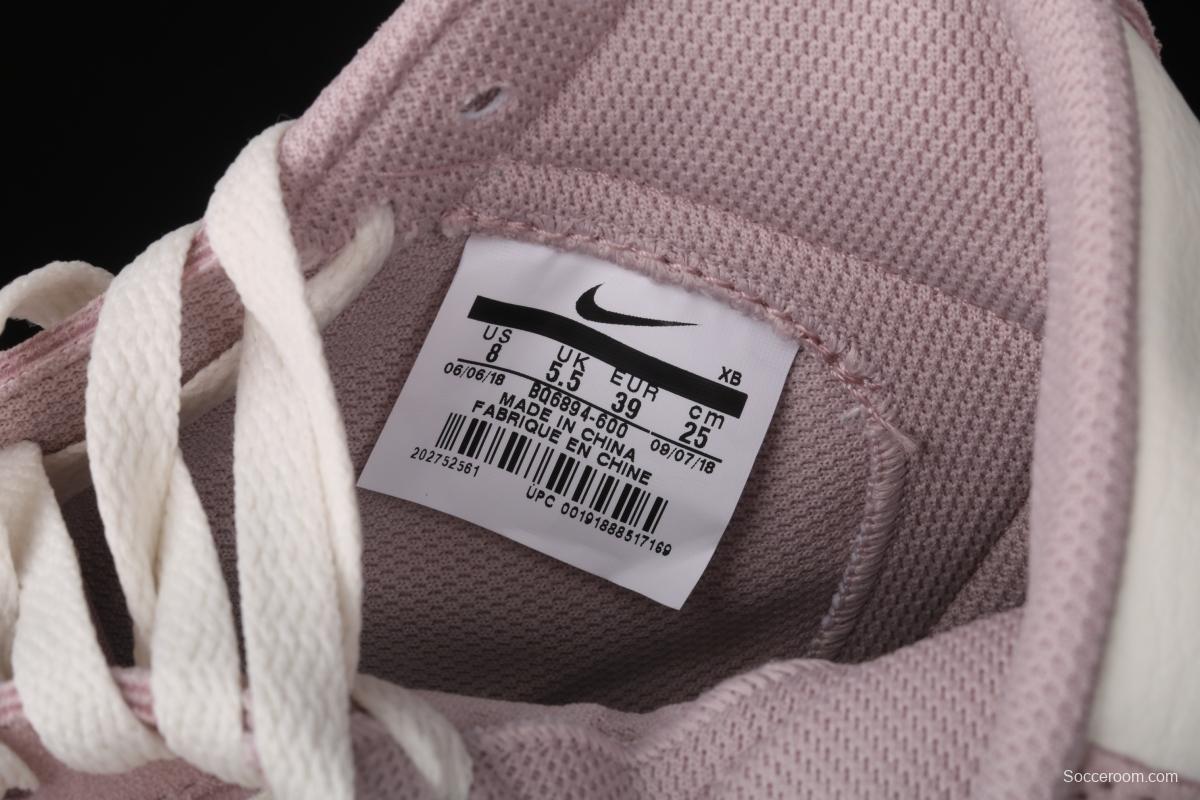 XB
US UK EUR cm
8 5.5 39 25
06/06/18 BQ6894-600 09/07/18
MADE IN CHINA
FABRIQUE EN CHINE
202752561
UPC 00191888517169
Socceroom.com